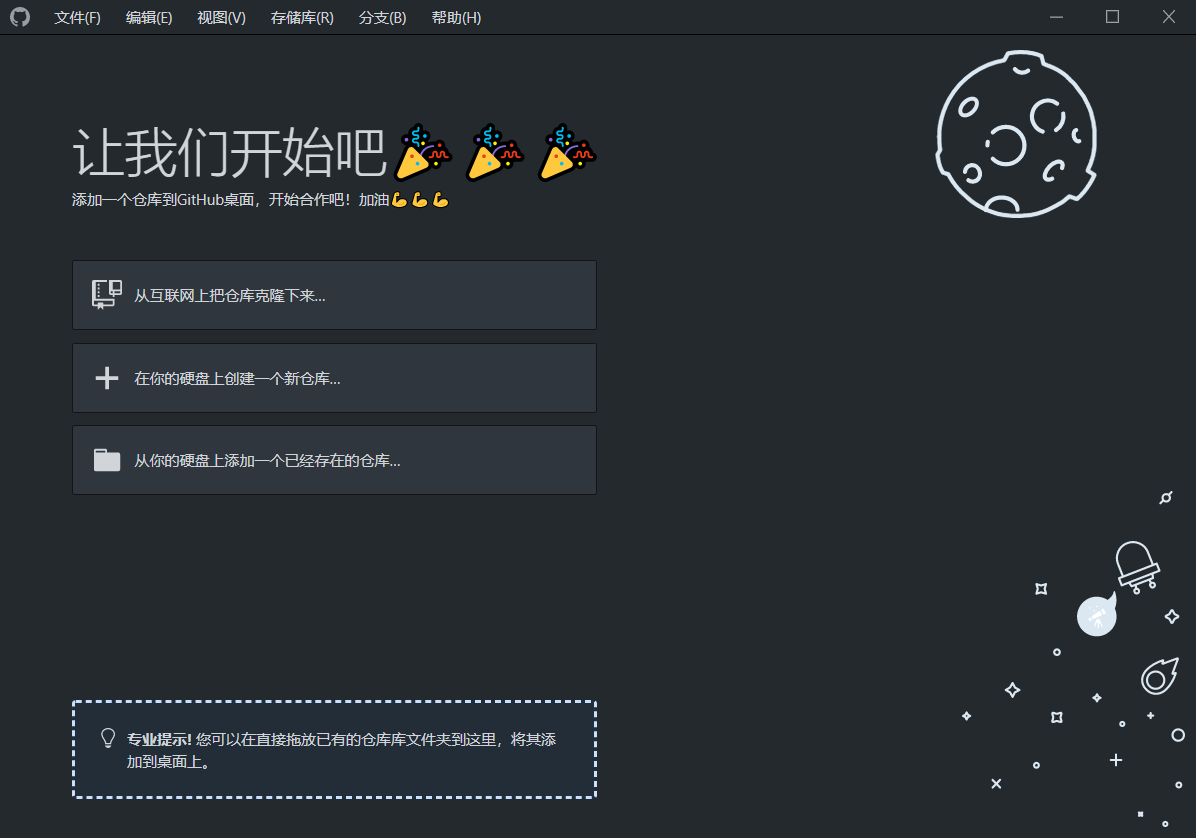 文件(F) 编辑(E) 视图(V) 存储库(R) 分支(B) 帮助(H)
让我们开始吧🎉🎉🎉
添加一个仓库到GitHub桌面，开始合作吧！加油💪💪💪
从互联网上把仓库克隆下来...
在你的硬盘上创建一个新仓库...
从你的硬盘上添加一个已经存在的仓库...
专业提示! 您可以在直接拖放已有的仓库库文件夹到这里，将其添
加到桌面上。